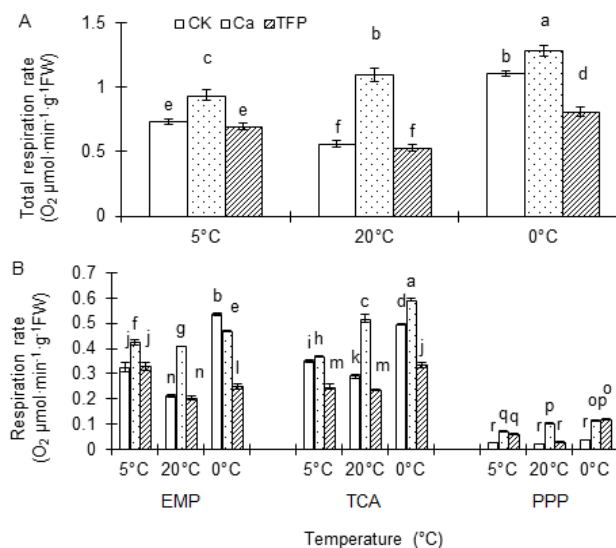 A
CK Ca TFP
Total respiration rate
(O₂ μmol·min⁻¹·g⁻¹FW)
1.5
1
0.5
0
e c e f b f b a d
5°C 20°C 0°C
B
Respiration rate
(O₂ μmol·min⁻¹·g⁻¹FW)
0.7
0.6
0.5
0.4
0.3
0.2
0.1
0
j f j n g n b e l i h m k c m d a j r q q r p r r op o
5°C 20°C 0°C 5°C 20°C 0°C 5°C 20°C 0°C
EMP TCA PPP
Temperature (°C)